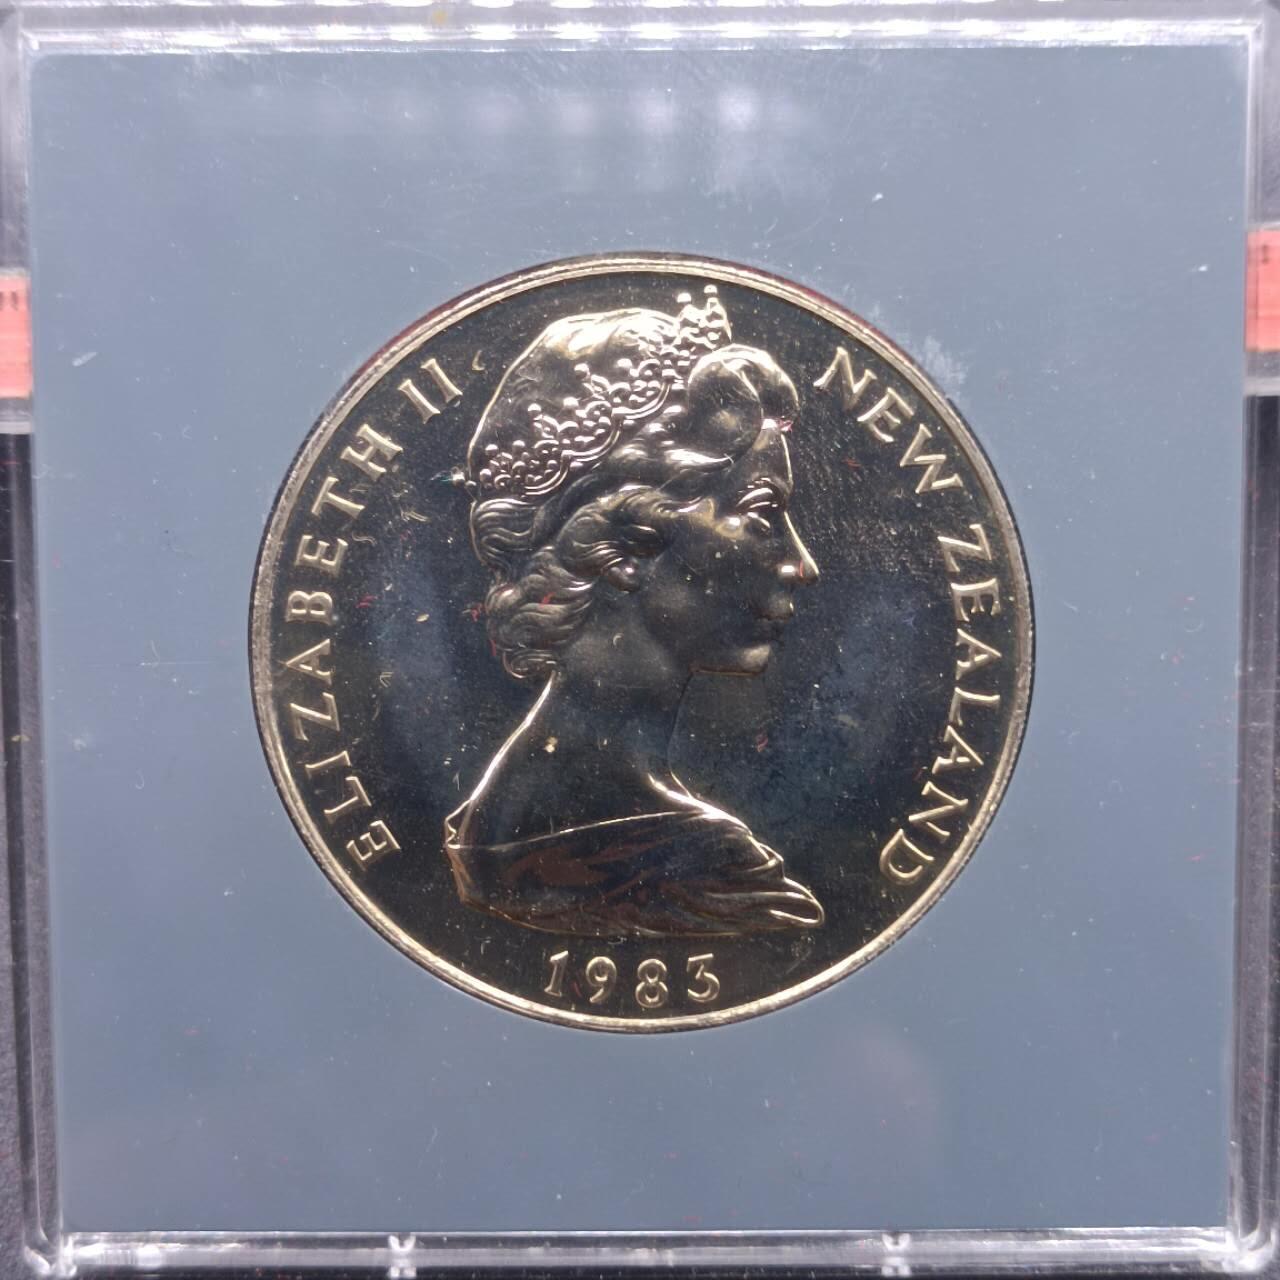 ELIZABETH II
NEW ZEALAND
1983